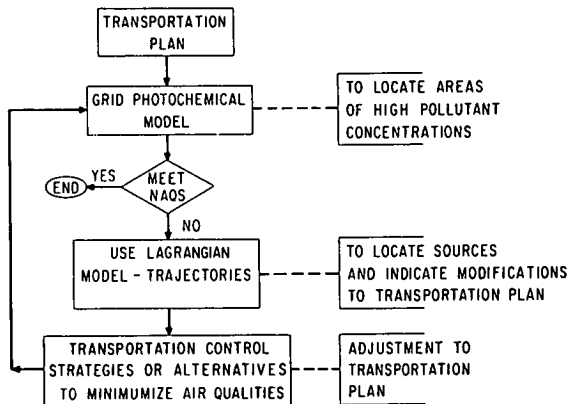 TRANSPORTATION
PLAN
GRID PHOTOCHEMICAL
MODEL
TO LOCATE AREAS
OF HIGH POLLUTANT
CONCENTRATIONS
MEET
NAQS
YES
END
NO
USE LAGRANGIAN
MODEL - TRAJECTORIES
TO LOCATE SOURCES
AND INDICATE MODIFICATIONS
TO TRANSPORTATION PLAN
TRANSPORTATION CONTROL
STRATEGIES OR ALTERNATIVES
TO MINIMUMIZE AIR QUALITIES
ADJUSTMENT TO
TRANSPORTATION
PLAN